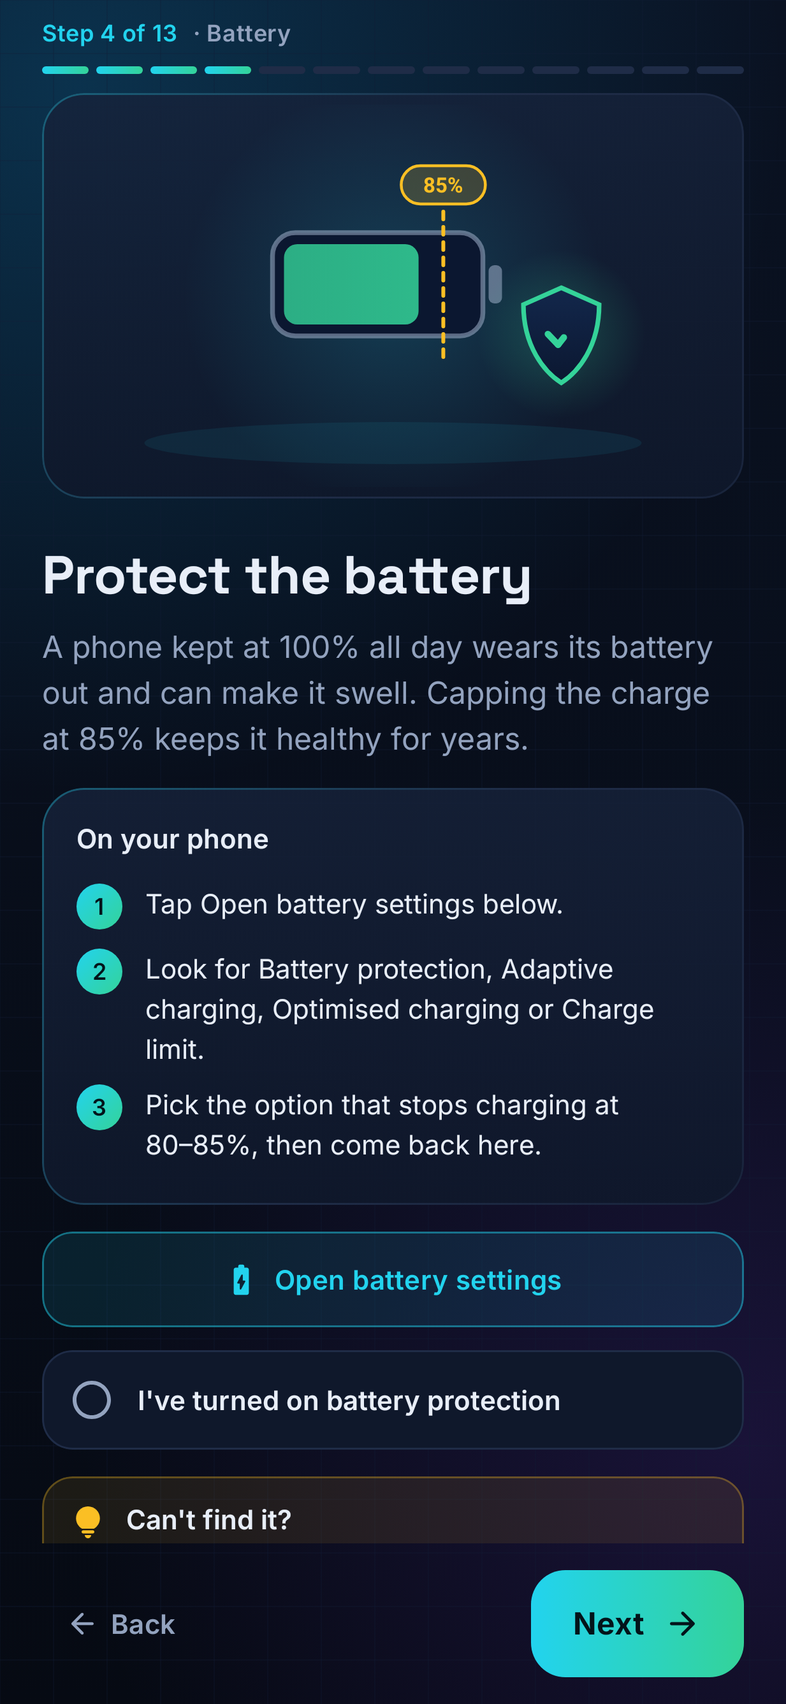 Step 4 of 13 · Battery
85%
Protect the battery
A phone kept at 100% all day wears its battery
out and can make it swell. Capping the charge
at 85% keeps it healthy for years.
On your phone
1 Tap Open battery settings below.
2 Look for Battery protection, Adaptive
charging, Optimised charging or Charge
limit.
3 Pick the option that stops charging at
80–85%, then come back here.
Open battery settings
I've turned on battery protection
Can't find it?
Back
Next